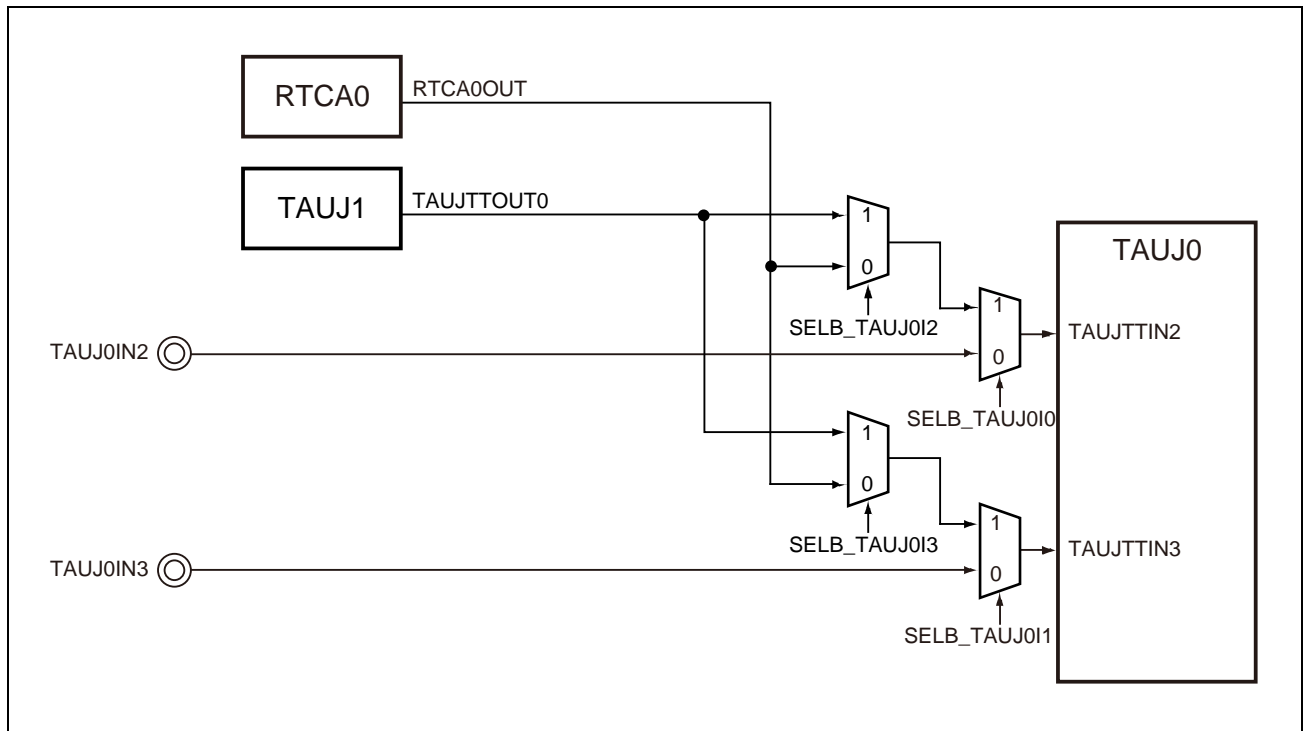 RTCA0
RTCA0OUT
TAUJ1
TAUJTTOUT0
1
0
SELB_TAUJ0I2
TAUJ0
1
0
TAUJTTIN2
TAUJ0IN2
SELB_TAUJ0I0
1
0
SELB_TAUJ0I3
1
0
TAUJTTIN3
TAUJ0IN3
SELB_TAUJ0I1